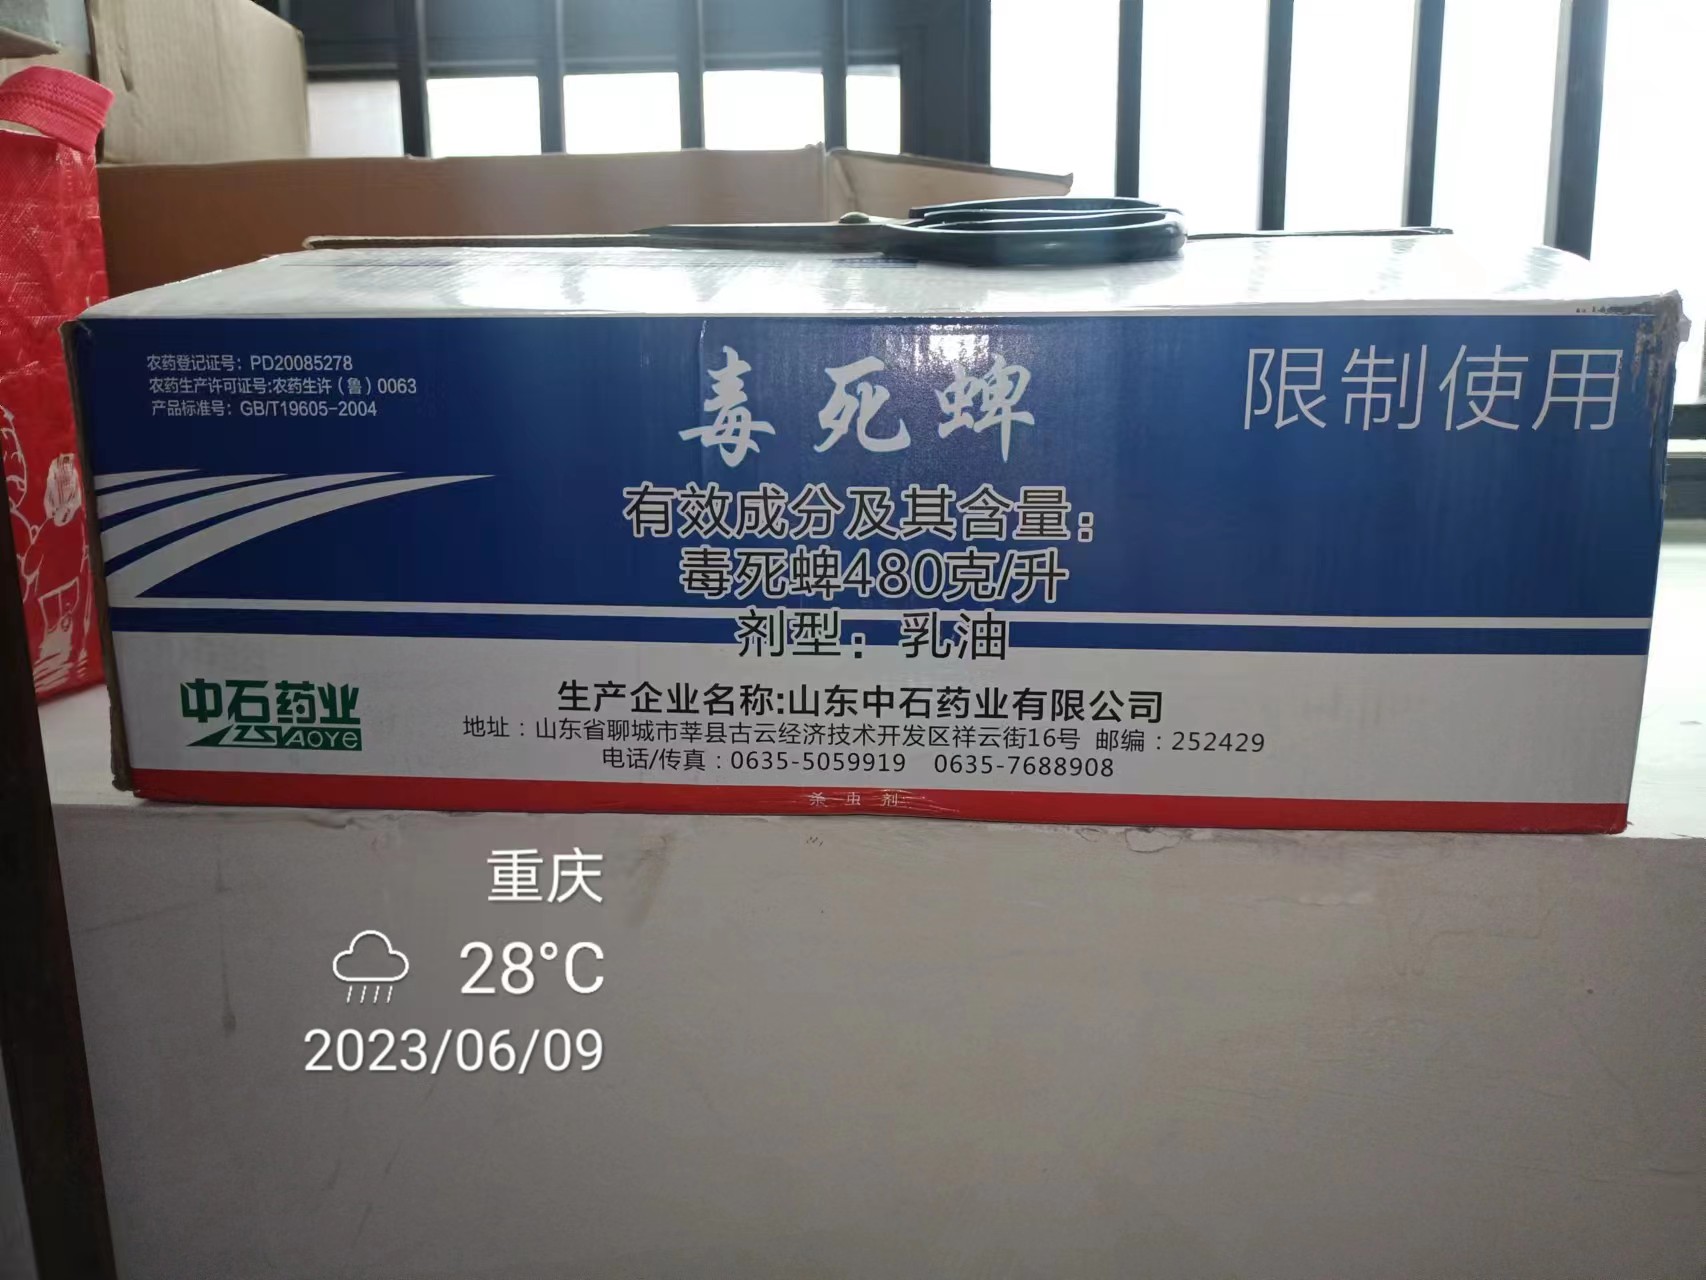 农药登记证号：PD20085278
农药生产许可证号:农药生许（鲁）0063
产品标准号：GB/T19605-2004
毒死蜱
限制使用
有效成分及其含量：
毒死蜱480克/升
剂型：乳油
中石药业
YAOYE
生产企业名称:山东中石药业有限公司
地址：山东省聊城市莘县古云经济技术开发区祥云街16号 邮编：252429
电话/传真：0635-5059919 0635-7688908
杀虫剂
重庆
28°C
2023/06/09